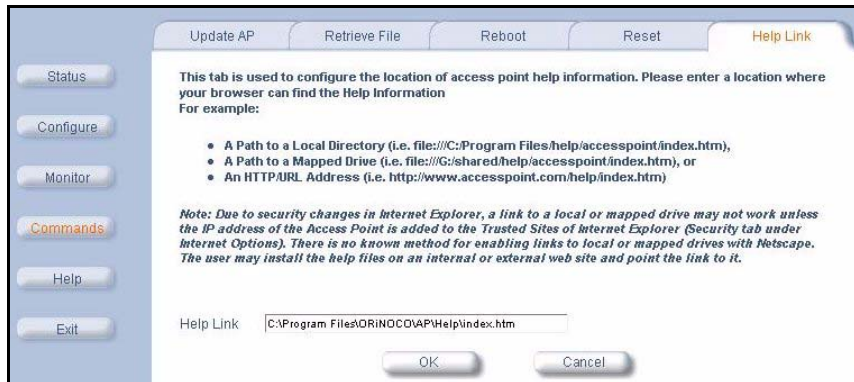 Update AP
Retrieve File
Reboot
Reset
Help Link
Status
Configure
Monitor
Commands
Help
Exit
This tab is used to configure the location of access point help information. Please enter a location where
your browser can find the Help Information
For example:
• A Path to a Local Directory (i.e. file:///C:/Program Files/help/accesspoint/index.htm),
• A Path to a Mapped Drive (i.e. file:///G:/shared/help/accesspoint/index.htm), or
• An HTTP/URL Address (i.e. http://www.accesspoint.com/help/index.htm)
Note: Due to security changes in Internet Explorer, a link to a local or mapped drive may not work unless
the IP address of the Access Point is added to the Trusted Sites of Internet Explorer (Security tab under
Internet Options). There is no known method for enabling links to local or mapped drives with Netscape.
The user may install the help files on an internal or external web site and point the link to it.
Help Link
C:\Program Files\ORiNOCO\AP\Help\index.htm
OK
Cancel